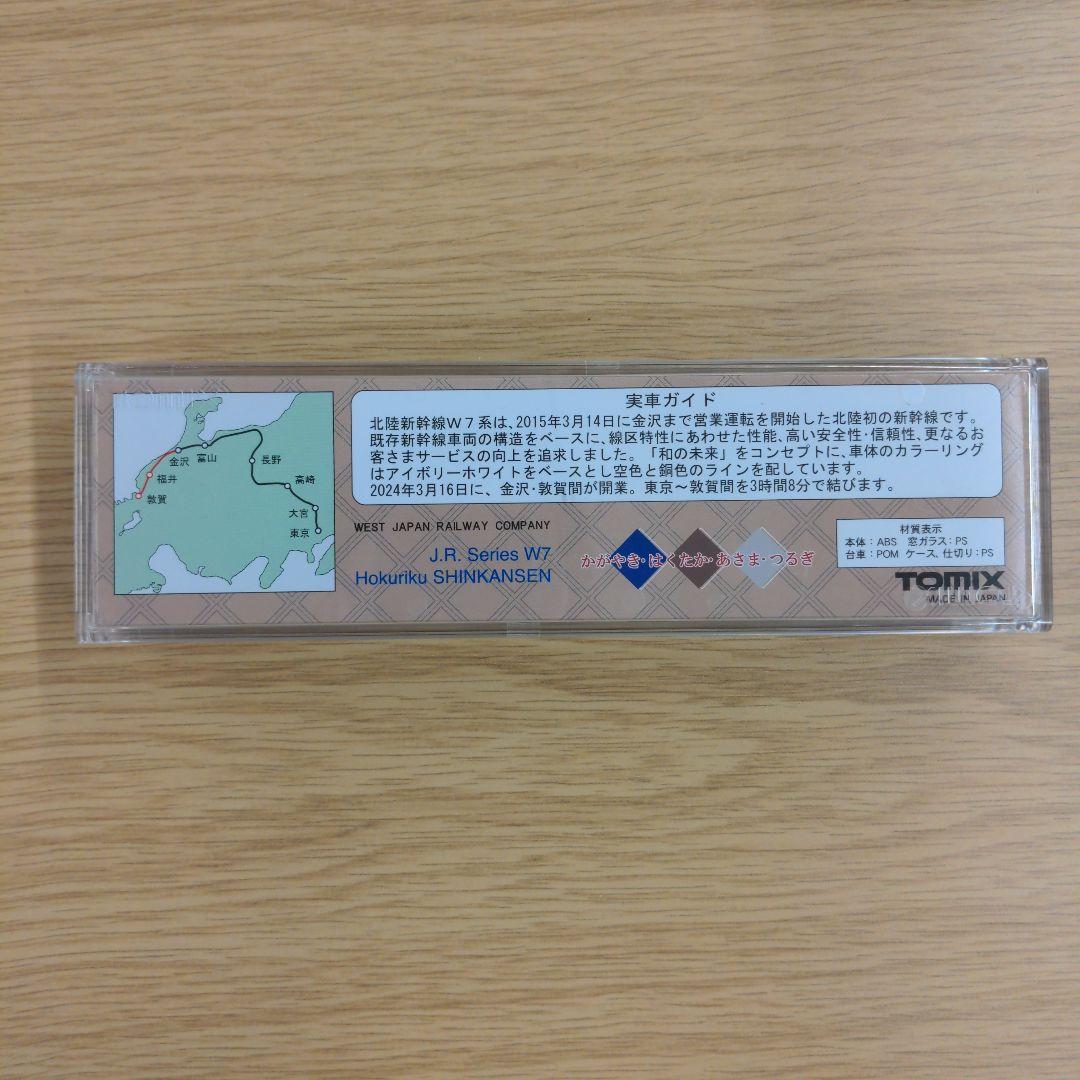 実車ガイド
北陸新幹線W７系は、2015年3月14日に金沢まで営業運転を開始した北陸初の新幹線です。
既存新幹線車両の構造をベースに、線区特性にあわせた性能、高い安全性・信頼性、更なるお
客さまサービスの向上を追求しました。「和の未来」をコンセプトに、車体のカラーリング
はアイボリーホワイトをベースとし空色と銅色のラインを配しています。
2024年3月16日に、金沢・敦賀間が開業。東京〜敦賀間を3時間8分で結びます。
金沢
富山
長野
福井
高崎
敦賀
大宮
東京
WEST JAPAN RAILWAY COMPANY
J.R. Series W7
Hokuriku SHINKANSEN
かがやき・はくたか・あさま・つるぎ
材質表示
本体：ABS 窓ガラス：PS
台車：POM ケース, 仕切り：PS
TOMIX
MADE IN JAPAN